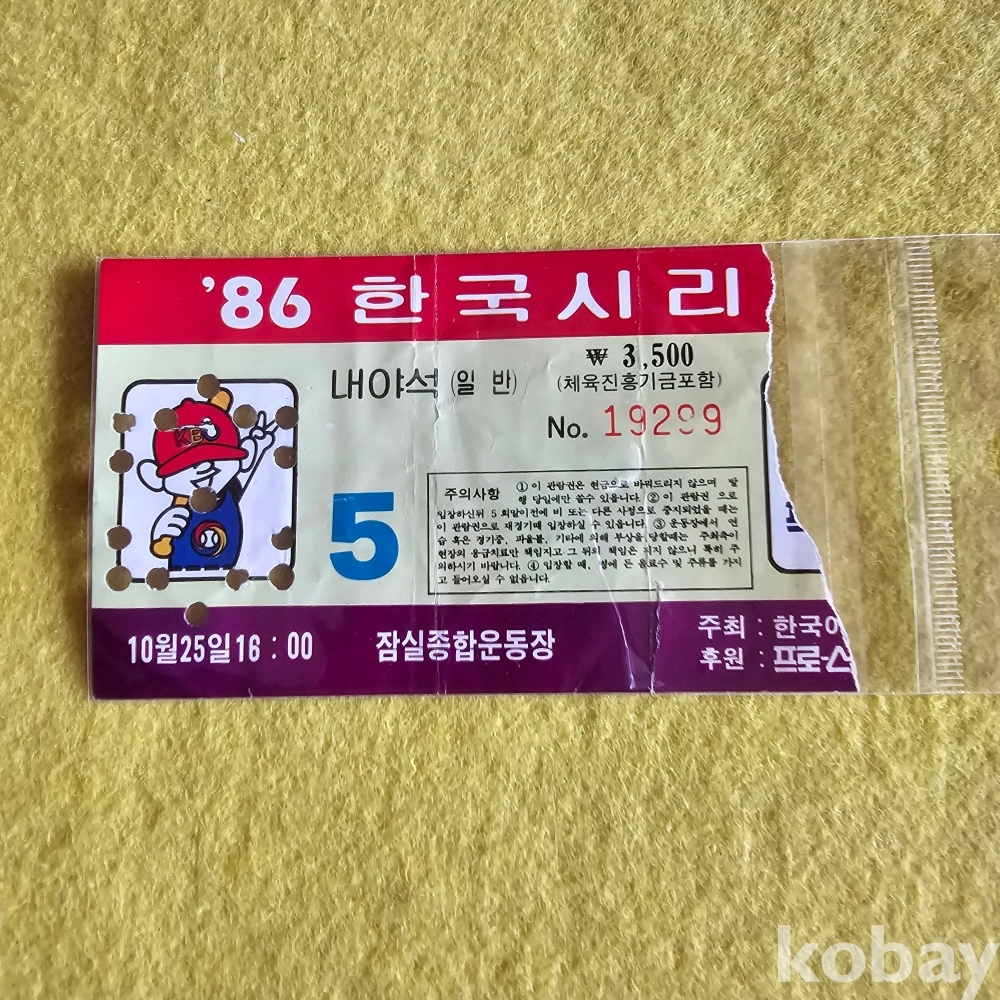 '86 한국시리
₩ 3,500
내야석 (일 반) (체육진흥기금포함)
No. 19299
KBO
5
주의사항 ① 이 관람권은 현금으로 바꿔드리지 않으며 발
행 당일에만 쓸수 있읍니다. ② 이 관람권 으로
입장하신뒤 5 회말이전에 비 또는 다른 사정으로 중지되었을 때는
이 관람권으로 재경기때 입장하실 수 있읍니다. ③ 운동장에서 연
습 혹은 경기중, 파울볼, 기타에 의해 부상을 당할때는 주최측이
현장의 응급치료만 책임지고 그 뒤의 책임은 지지 않으니 특히 주
의하시기 바랍니다. ④ 입장할 때, 병에 든 음료수 및 주류를 가지
고 들어오실 수 없읍니다.
10월25일16 : 00 잠실종합운동장
주최 : 한국야
후원 : 프로-스
kobay